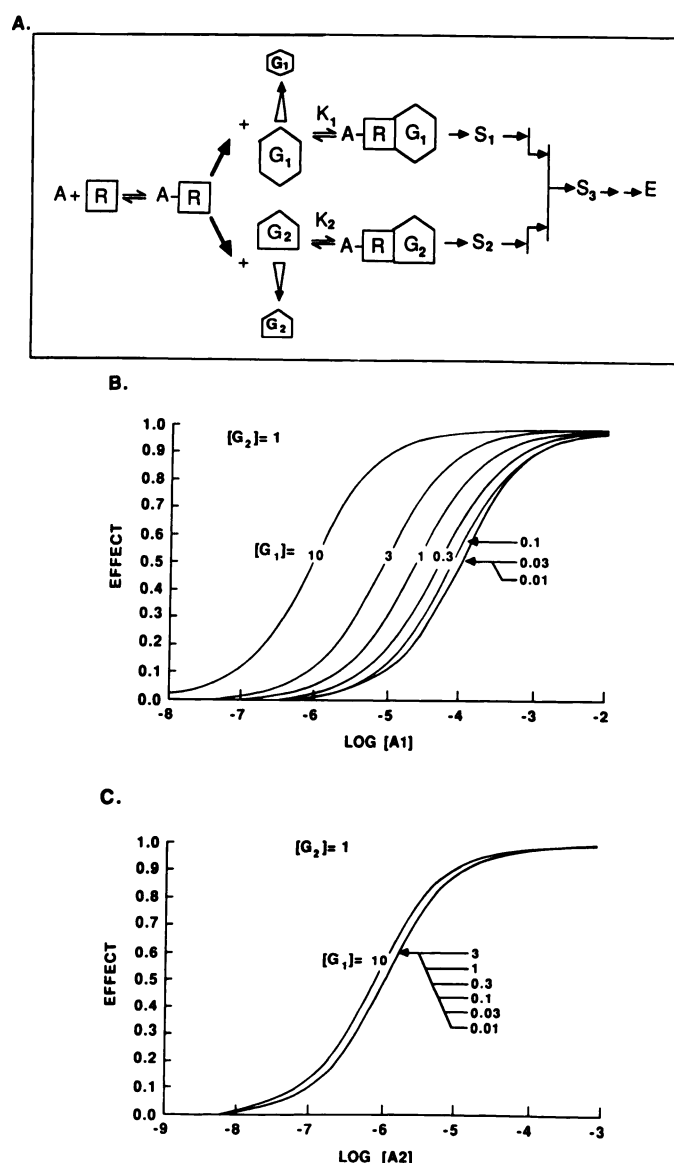 A.
G₁
+ K₁
G₁ ⇌ A-R G₁ → S₁
A + R ⇌ A-R
S₃ → → E
G₂ K₂ ⇌ A-R G₂ → S₂
+
G₂
B.
1.0
0.9
0.8
0.7
0.6
0.5
0.4
0.3
0.2
0.1
0.0
EFFECT
[G₂]= 1
[G₁]= 10 3 1 0.3
0.1
0.03
0.01
-8 -7 -6 -5 -4 -3 -2
LOG [A1]
C.
1.0
0.9
0.8
0.7
0.6
0.5
0.4
0.3
0.2
0.1
0.0
EFFECT
[G₂]= 1
[G₁]= 10
3
1
0.3
0.1
0.03
0.01
-9 -8 -7 -6 -5 -4 -3
LOG [A2]